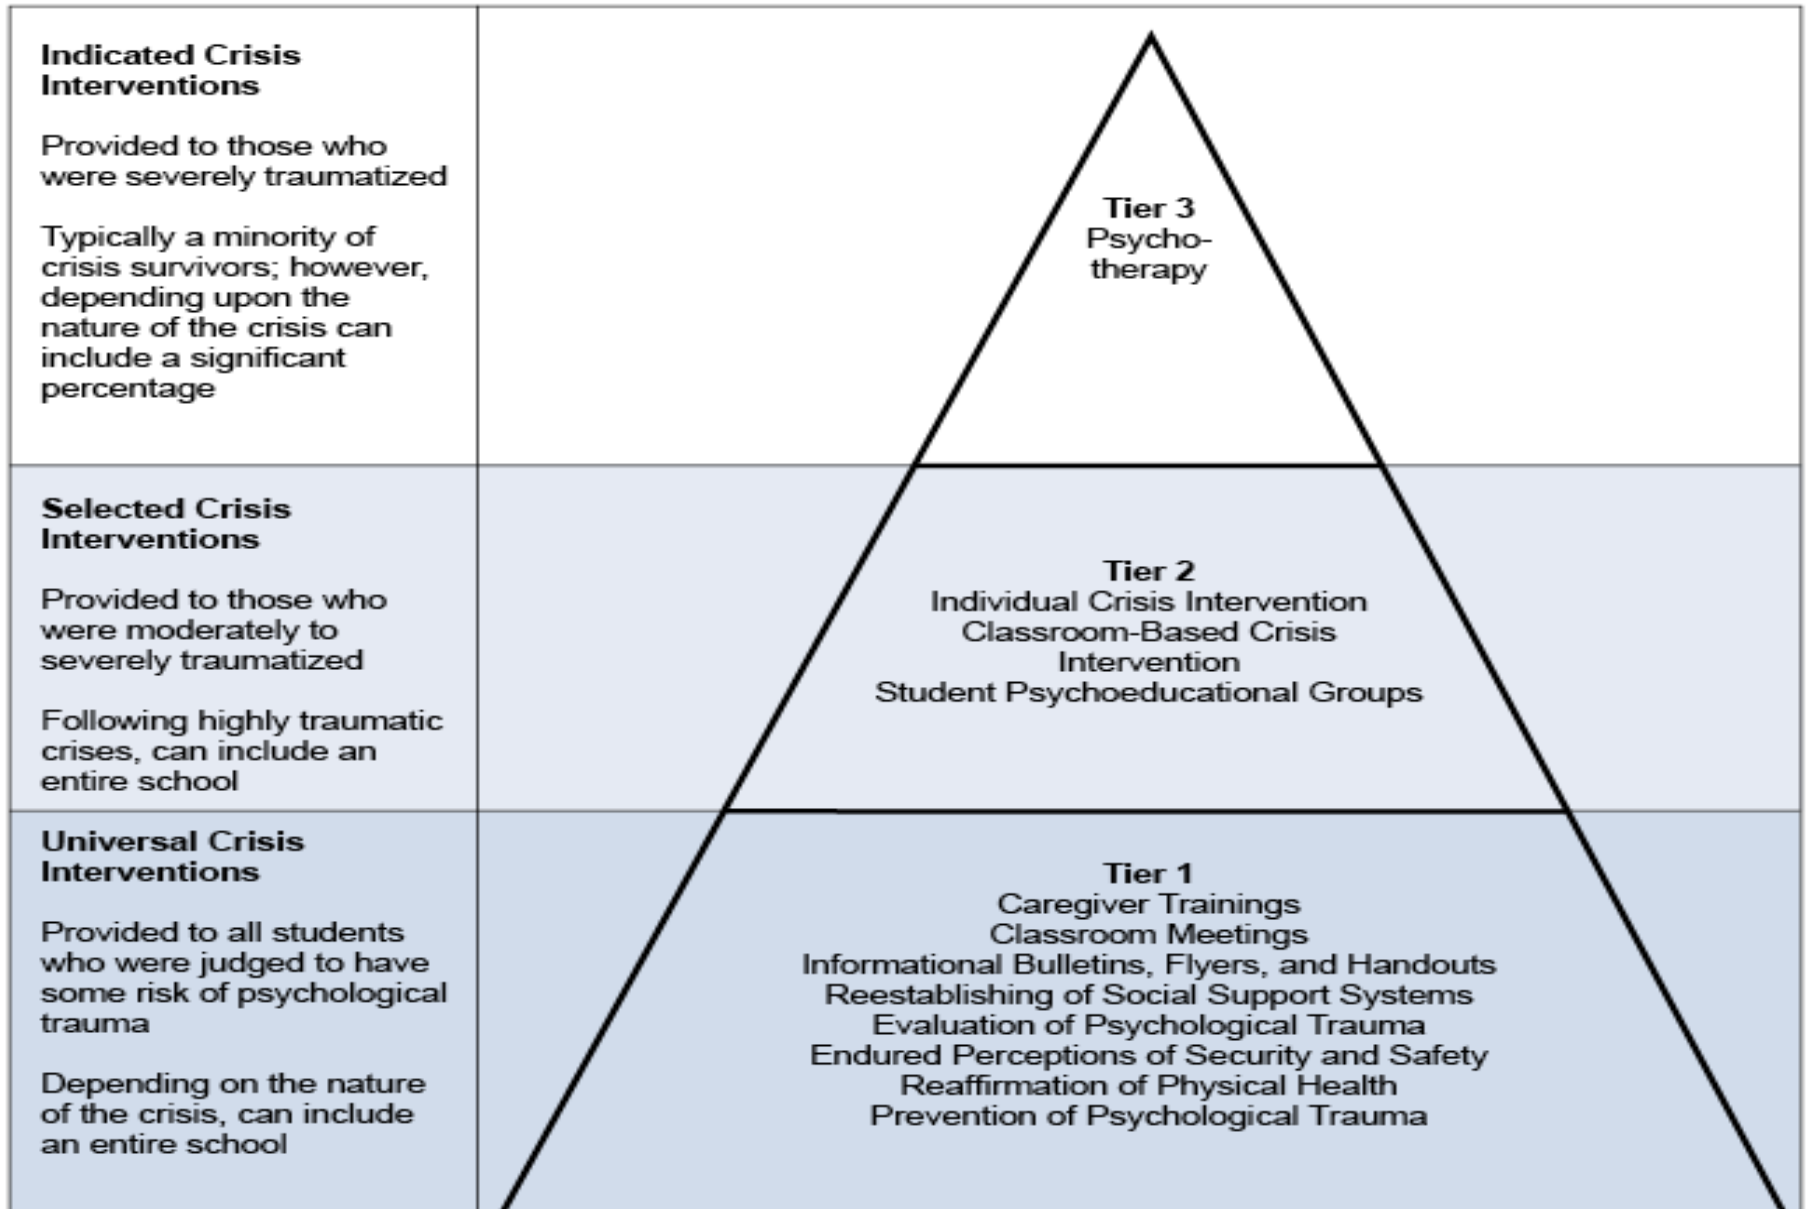 Indicated Crisis
Interventions
Provided to those who
were severely traumatized
Typically a minority of
crisis survivors; however,
depending upon the
nature of the crisis can
include a significant
percentage
Tier 3
Psycho-
therapy
Selected Crisis
Interventions
Provided to those who
were moderately to
severely traumatized
Following highly traumatic
crises, can include an
entire school
Tier 2
Individual Crisis Intervention
Classroom-Based Crisis
Intervention
Student Psychoeducational Groups
Universal Crisis
Interventions
Provided to all students
who were judged to have
some risk of psychological
trauma
Depending on the nature
of the crisis, can include
an entire school
Tier 1
Caregiver Trainings
Classroom Meetings
Informational Bulletins, Flyers, and Handouts
Reestablishing of Social Support Systems
Evaluation of Psychological Trauma
Endured Perceptions of Security and Safety
Reaffirmation of Physical Health
Prevention of Psychological Trauma